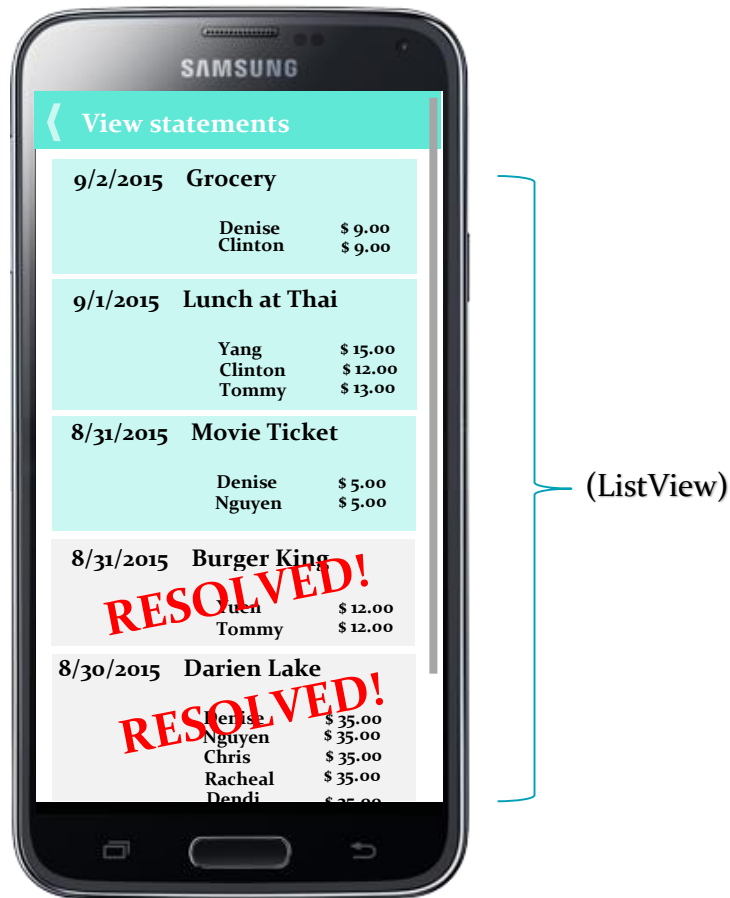 SAMSUNG
View statements
9/2/2015 Grocery
Denise $ 9.00
Clinton $ 9.00
9/1/2015 Lunch at Thai
Yang $ 15.00
Clinton $ 12.00
Tommy $ 13.00
8/31/2015 Movie Ticket
Denise $ 5.00
Nguyen $ 5.00
(ListView)
8/31/2015 Burger King
RESOLVED!
Yuen $ 12.00
Tommy $ 12.00
8/30/2015 Darien Lake
RESOLVED!
Denise $ 35.00
Nguyen $ 35.00
Chris $ 35.00
Racheal $ 35.00
Dendi